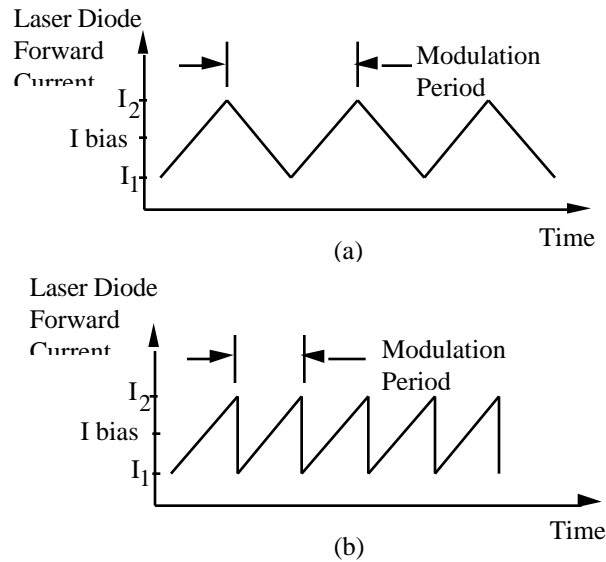 Laser Diode
Forward
Current
Modulation
Period
I2
I bias
I1
Time
(a)
Laser Diode
Forward
Current
Modulation
Period
I2
I bias
I1
Time
(b)